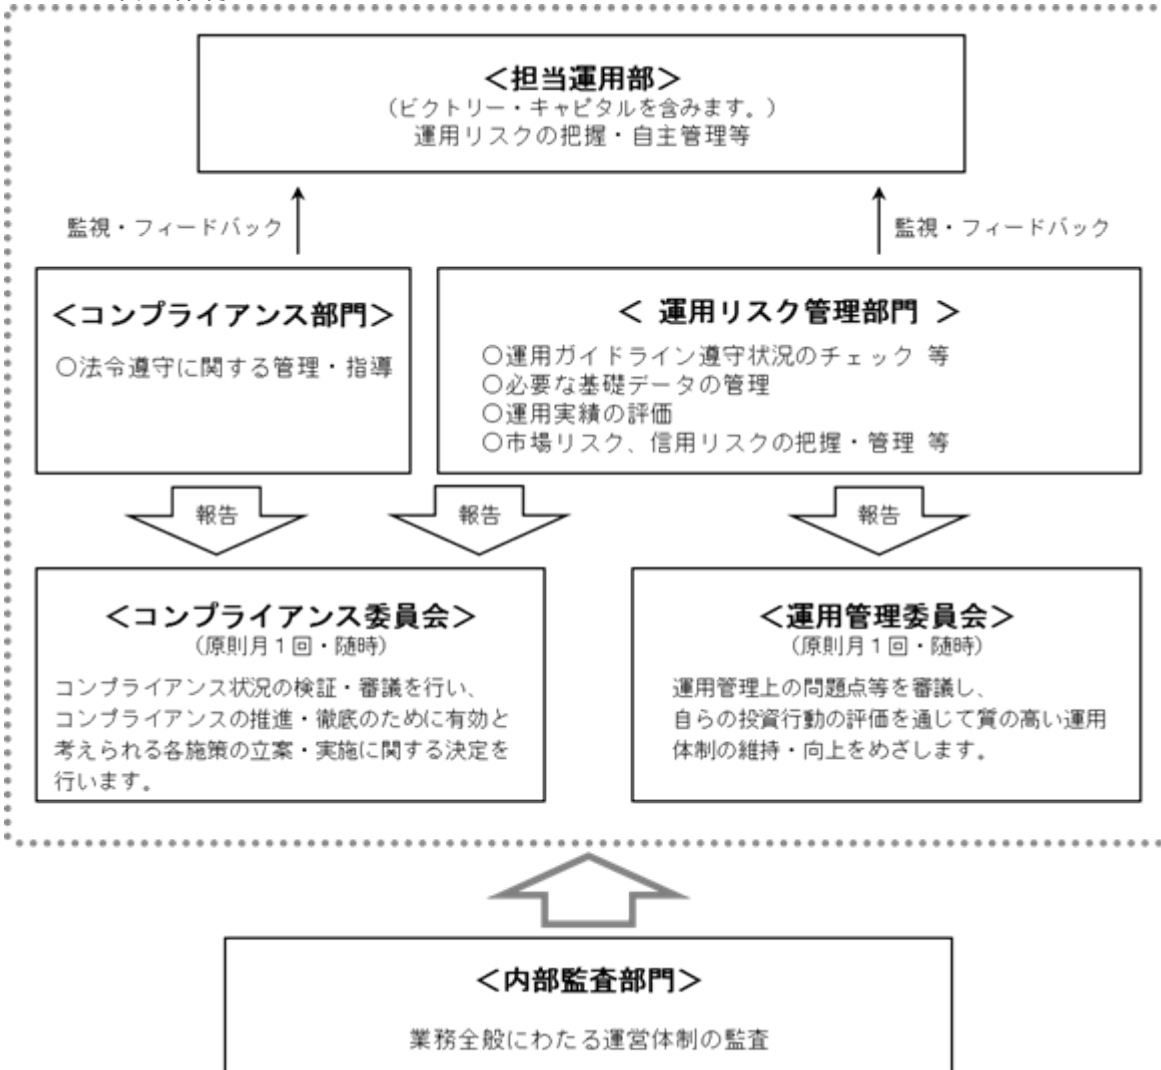 ＜担当運用部＞
（ビクトリー・キャピタルを含みます。）
運用リスクの把握・自主管理等
監視・フィードバック
監視・フィードバック
＜コンプライアンス部門＞
○法令遵守に関する管理・指導
＜ 運用リスク管理部門 ＞
○運用ガイドライン遵守状況のチェック 等
○必要な基礎データの管理
○運用実績の評価
○市場リスク、信用リスクの把握・管理 等
報告
報告
報告
＜コンプライアンス委員会＞
（原則月１回・随時）
コンプライアンス状況の検証・審議を行い、
コンプライアンスの推進・徹底のために有効と
考えられる各施策の立案・実施に関する決定を
行います。
＜運用管理委員会＞
（原則月１回・随時）
運用管理上の問題点等を審議し、
自らの投資行動の評価を通じて質の高い運用
体制の維持・向上をめざします。
＜内部監査部門＞
業務全般にわたる運営体制の監査